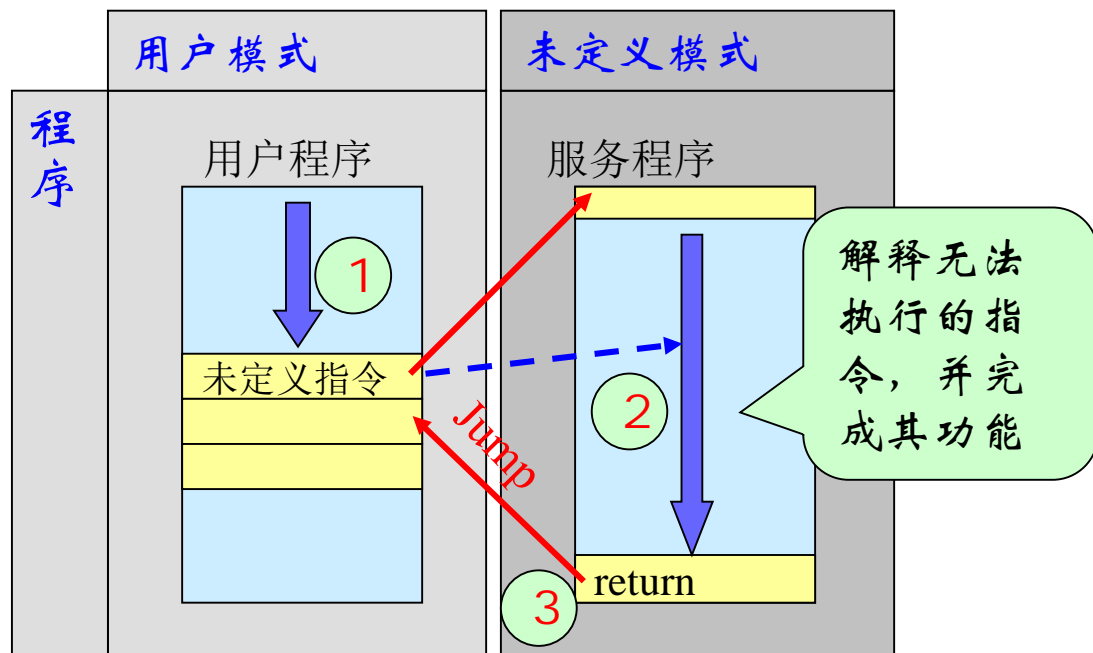 用户模式
未定义模式
程
序
用户程序
服务程序
1
未定义指令
Jump
2
解释无法
执行的指
令，并完
成其功能
return
3